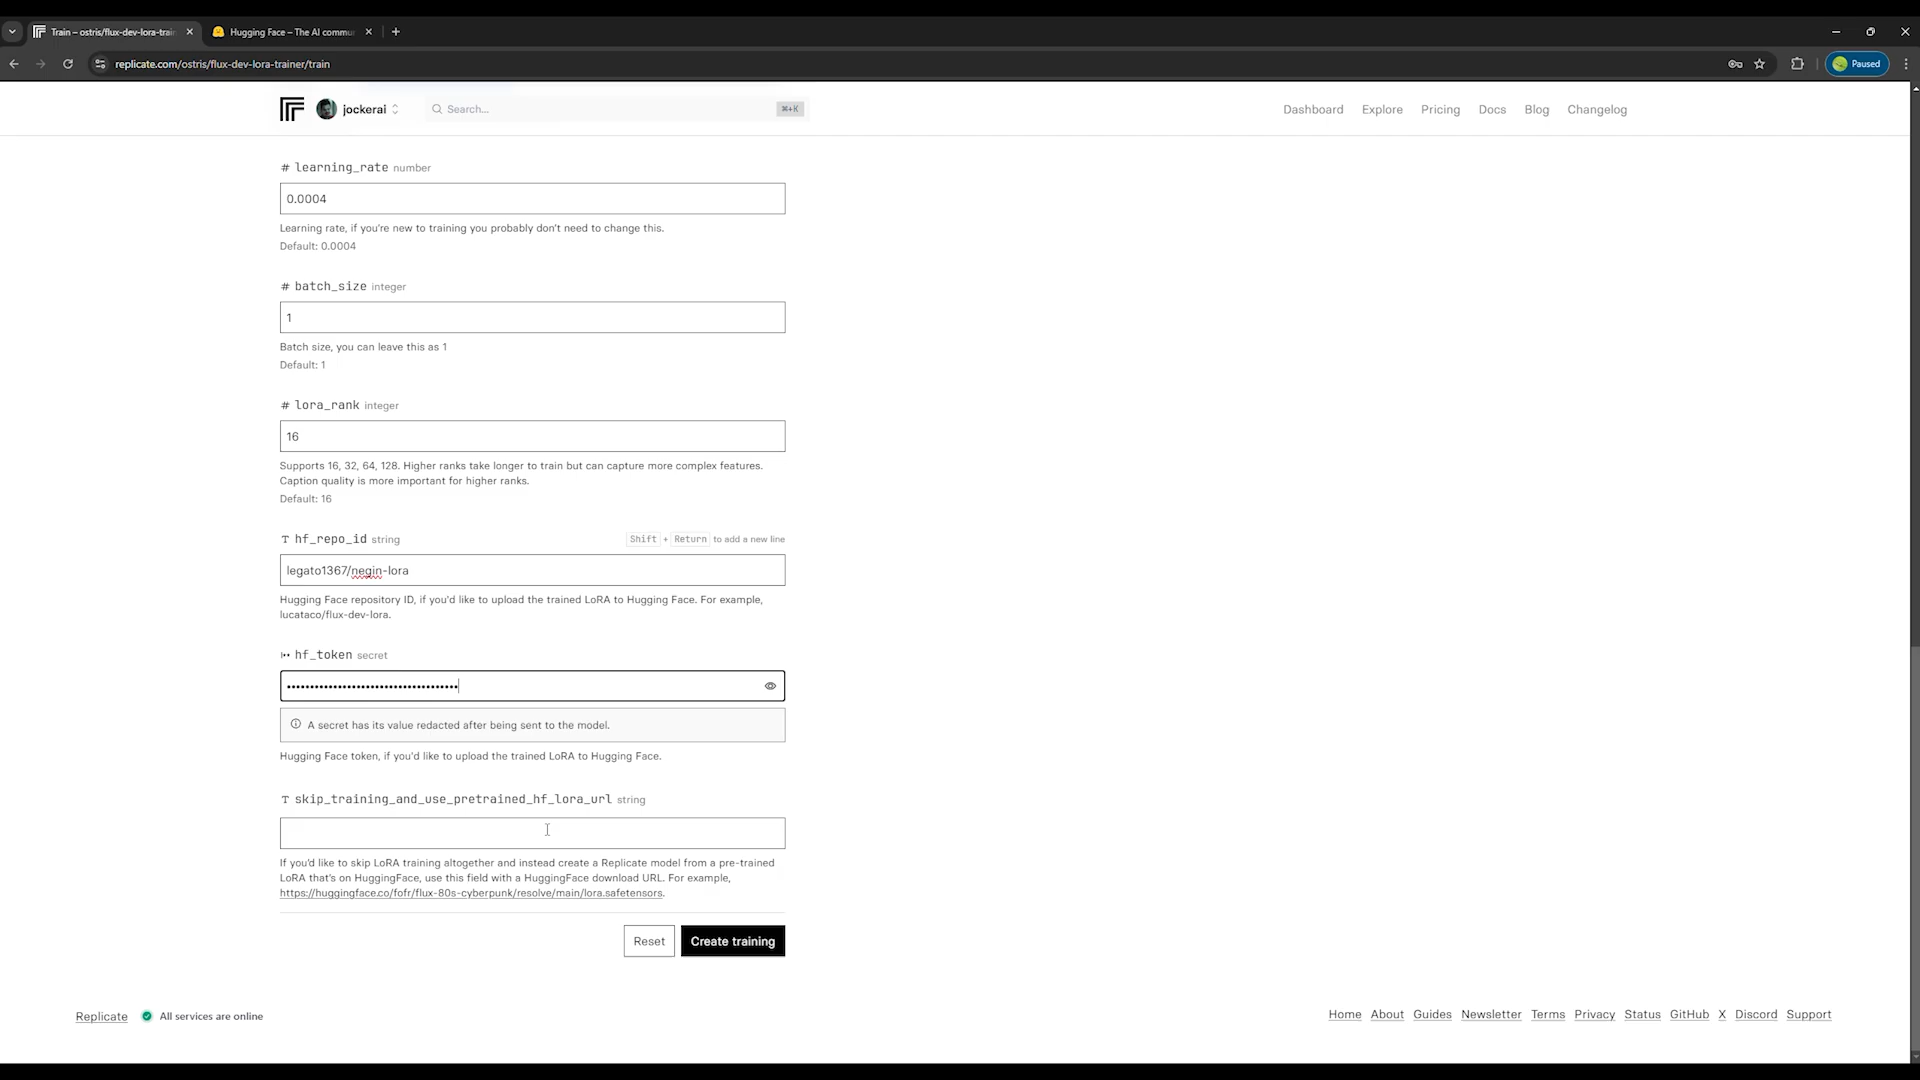 Train – ostris/flux-dev-lora-train
Hugging Face – The AI commun
replicate.com/ostris/flux-dev-lora-trainer/train
Paused
jockerai
Search...
⌘+K
Dashboard
Explore
Pricing
Docs
Blog
Changelog
# learning_rate number
0.0004
Learning rate, if you're new to training you probably don't need to change this.
Default: 0.0004
# batch_size integer
1
Batch size, you can leave this as 1
Default: 1
# lora_rank integer
16
Supports 16, 32, 64, 128. Higher ranks take longer to train but can capture more complex features.
Caption quality is more important for higher ranks.
Default: 16
T hf_repo_id string
Shift + Return to add a new line
legato1367/negin-lora
Hugging Face repository ID, if you'd like to upload the trained LoRA to Hugging Face. For example,
lucataco/flux-dev-lora.
hf_token secret
A secret has its value redacted after being sent to the model.
Hugging Face token, if you'd like to upload the trained LoRA to Hugging Face.
T skip_training_and_use_pretrained_hf_lora_url string
If you'd like to skip LoRA training altogether and instead create a Replicate model from a pre-trained
LoRA that's on HuggingFace, use this field with a HuggingFace download URL. For example,
https://huggingface.co/fofr/flux-80s-cyberpunk/resolve/main/lora.safetensors.
Reset
Create training
Replicate
All services are online
Home
About
Guides
Newsletter
Terms
Privacy
Status
GitHub
X
Discord
Support